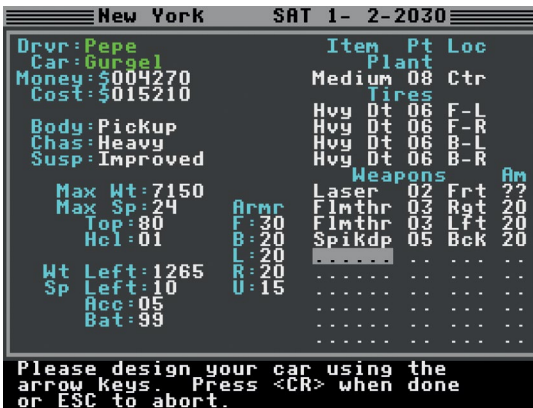 New York SAT 1- 2-2030
Drvr:Pepe Item Pt Loc
Car:Gurgel Plant
Money:$004270 Medium 08 Ctr
Cost:$015210 Tires
Hvy Dt 06 F-L
Body:Pickup Hvy Dt 06 F-R
Chas:Heavy Hvy Dt 06 B-L
Susp:Improved Hvy Dt 06 B-R
Weapons Am
Max Wt:7150 Laser 02 Frt ??
Max Sp:24 Armr Flmthr 03 Rgt 20
Top:80 F:30 Flmthr 03 Lft 20
Hcl:01 B:20 Spikdp 05 Bck 20
L:20 ...... .. ... ..
Wt Left:1265 R:20 ...... .. ... ..
Sp Left:10 U:15 ...... .. ... ..
Acc:05 ...... .. ... ..
Bat:99 ...... .. ... ..
...... .. ... ..
Please design your car using the
arrow keys. Press <CR> when done
or ESC to abort.